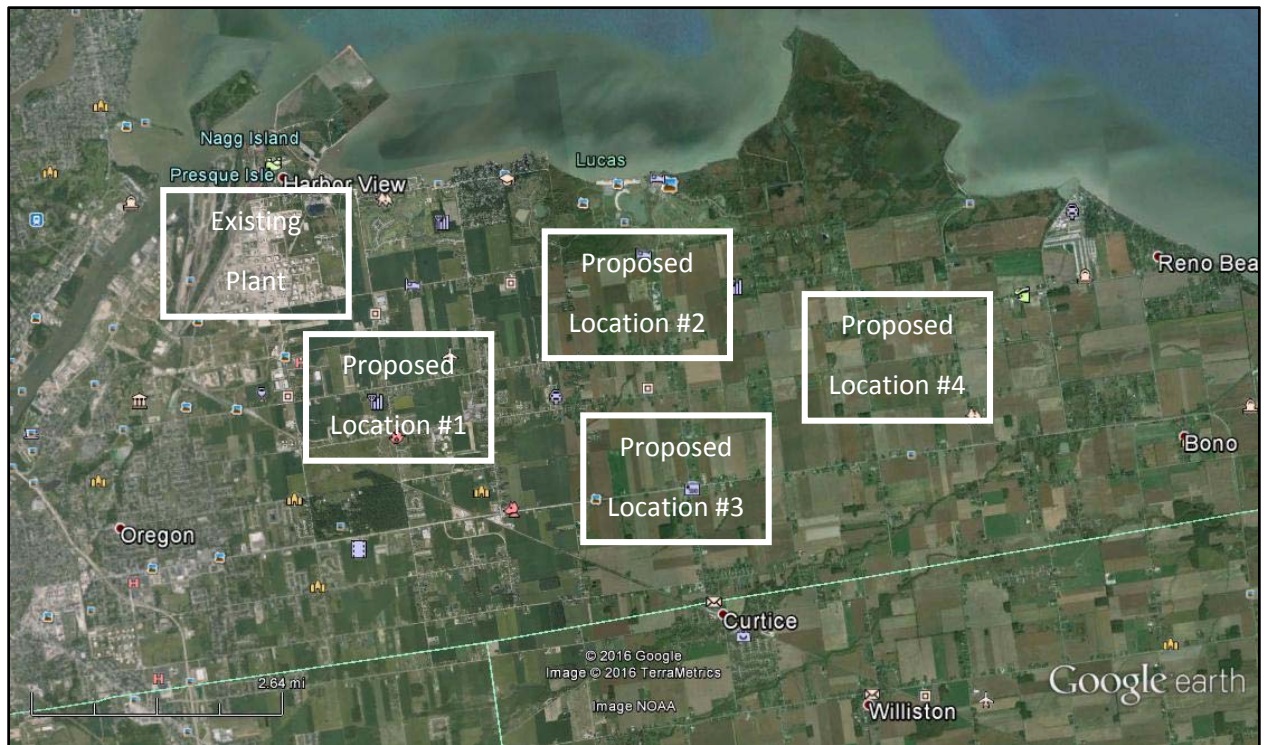 Nagg Island
Lucas
Presque Isle
Harbor View
Existing
Plant
Proposed
Location #2
Reno Bea
Proposed
Location #4
Proposed
Location #1
Proposed
Location #3
Bono
Oregon
Curtice
© 2016 Google
Image © 2016 TerraMetrics
Image NOAA
2.64 mi
Google earth
Williston